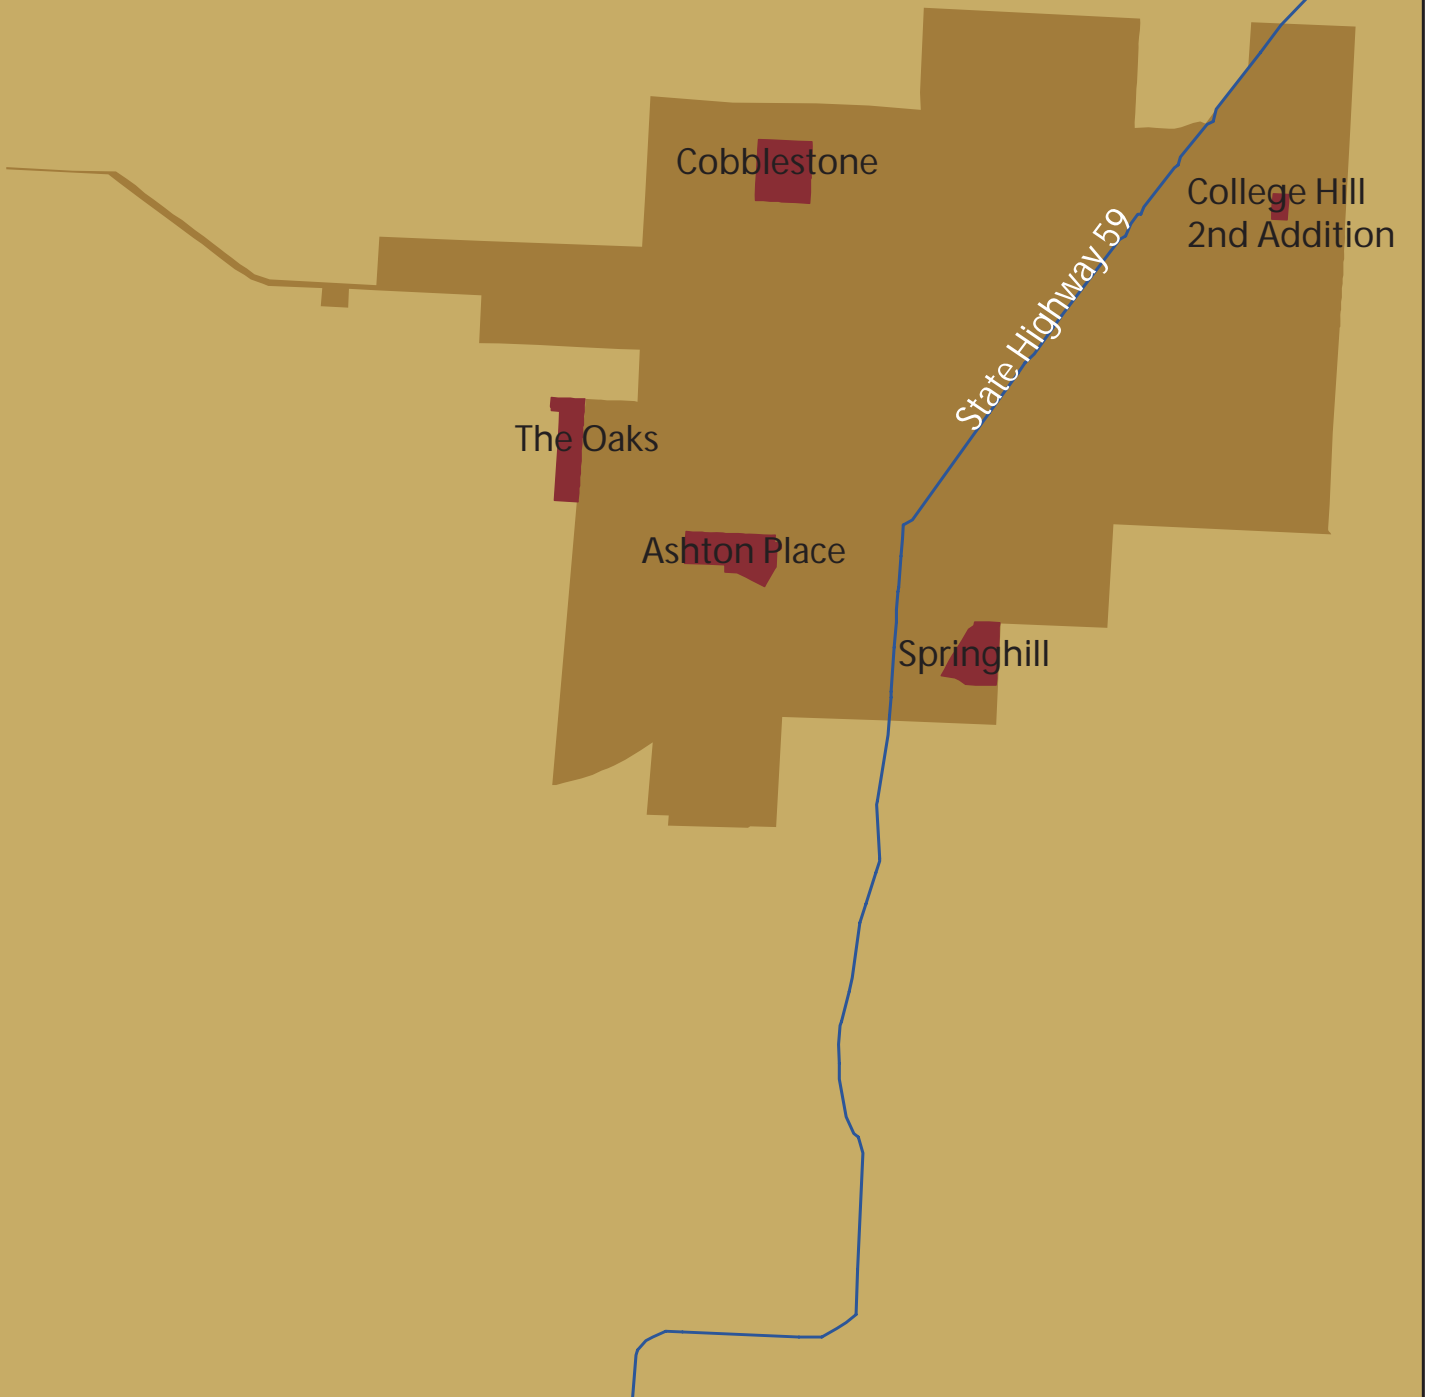 Cobblestone
College Hill
2nd Addition
State Highway 59
The Oaks
Ashton Place
Springhill